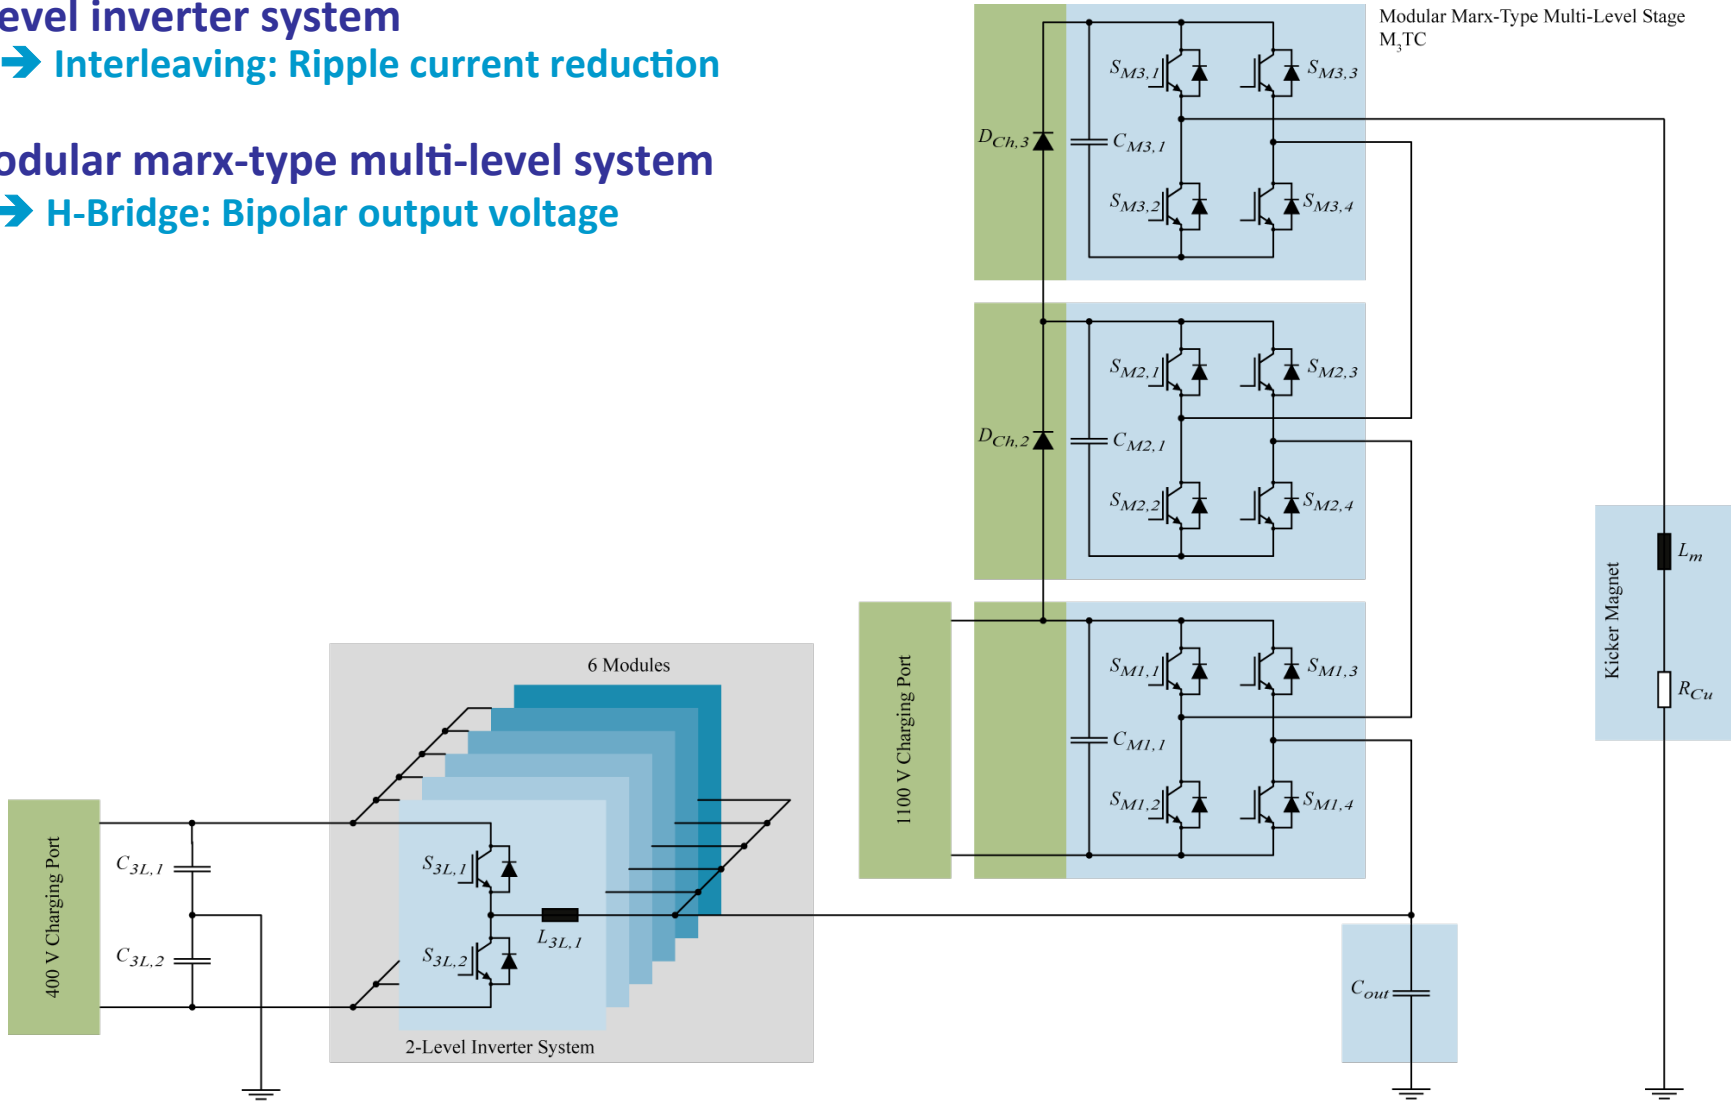 evel inverter system
➔ Interleaving: Ripple current reduction
odular marx-type multi-level system
➔ H-Bridge: Bipolar output voltage
Modular Marx-Type Multi-Level Stage
M3TC
SM3,1
SM3,3
DCh,3
CM3,1
SM3,2
SM3,4
SM2,1
SM2,3
DCh,2
CM2,1
SM2,2
SM2,4
1100 V Charging Port
SM1,1
SM1,3
CM1,1
SM1,2
SM1,4
Kicker Magnet
Lm
RCu
6 Modules
400 V Charging Port
C3L,1
C3L,2
S3L,1
L3L,1
S3L,2
2-Level Inverter System
Cout